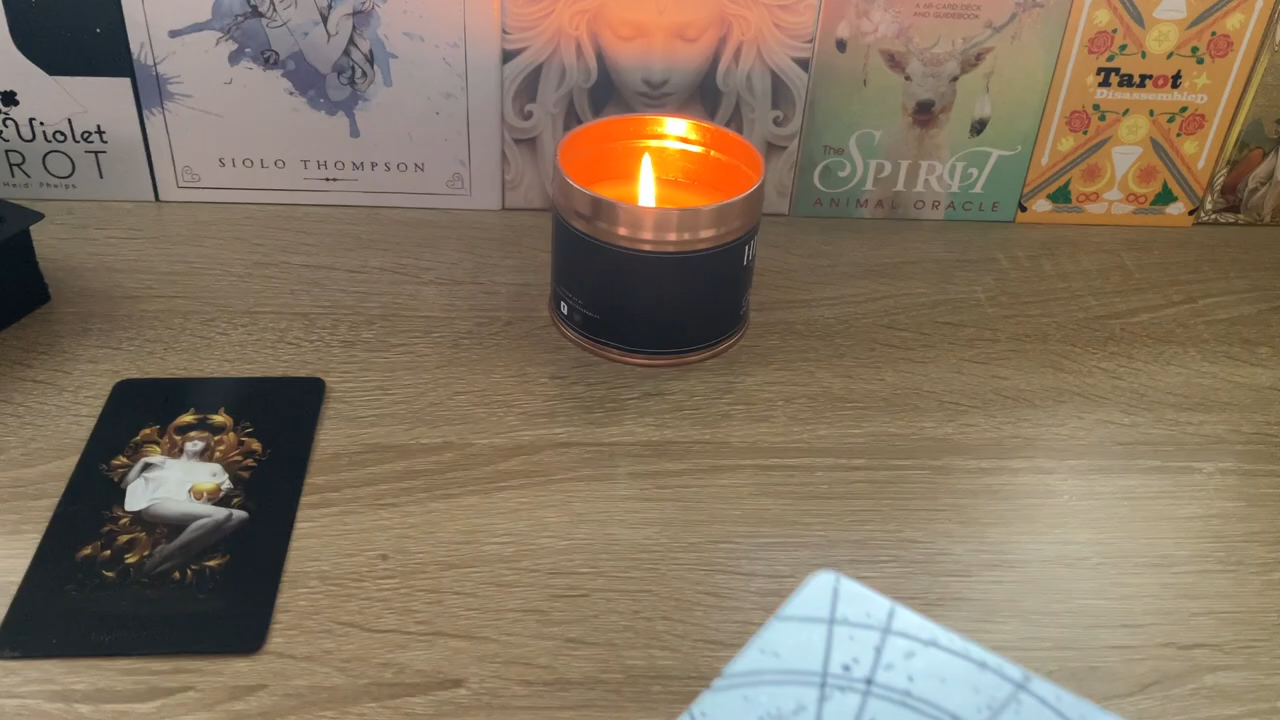 Violet
ROT
Heidi Phelps
SIOLO THOMPSON
A 68-CARD DECK
AND GUIDEBOOK
The
SPIRIT
ANIMAL ORACLE
Tarot
Disassembled
H